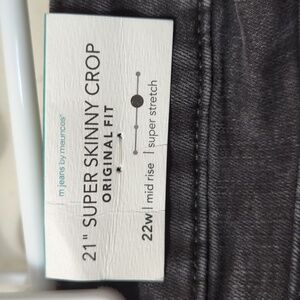 m jeans by maurices
21" SUPER SKINNY CROP
ORIGINAL FIT
22w | mid rise | super stretch